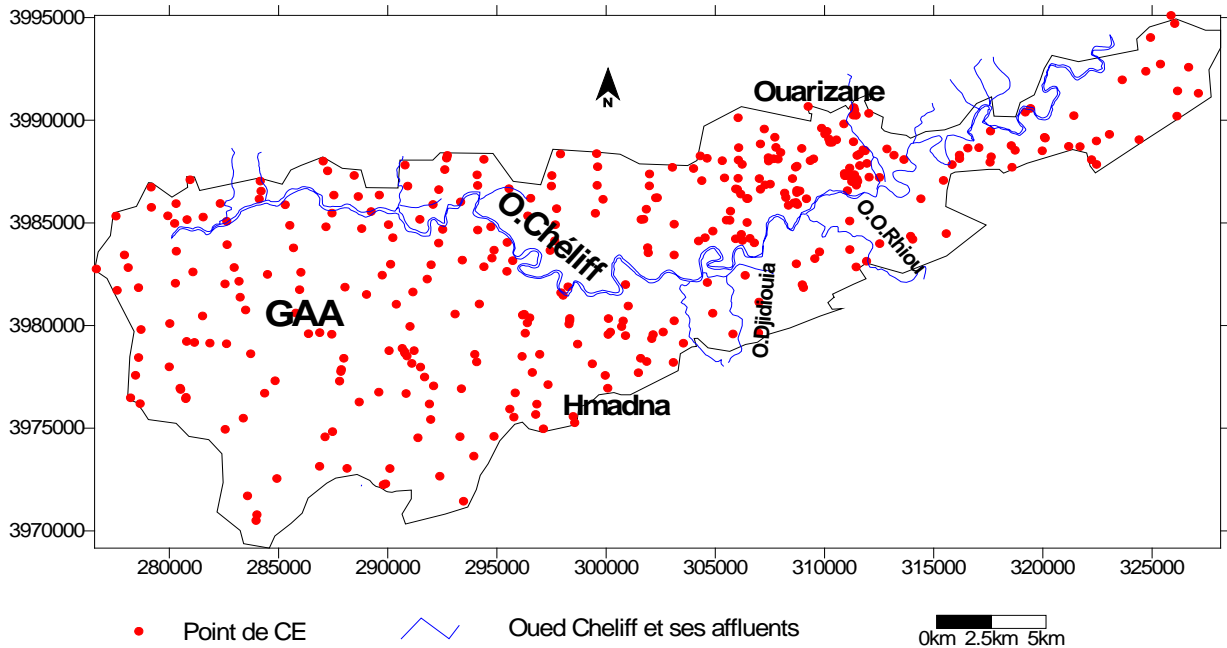 3995000
3990000
3985000
3980000
3975000
3970000
Ouarizane
N
O.Chéliff
O.O.Rhiou
GAA
O.Djidiouia
Hmadna
280000 285000 290000 295000 300000 305000 310000 315000 320000 325000
Point de CE
Oued Cheliff et ses affluents
0km 2.5km 5km